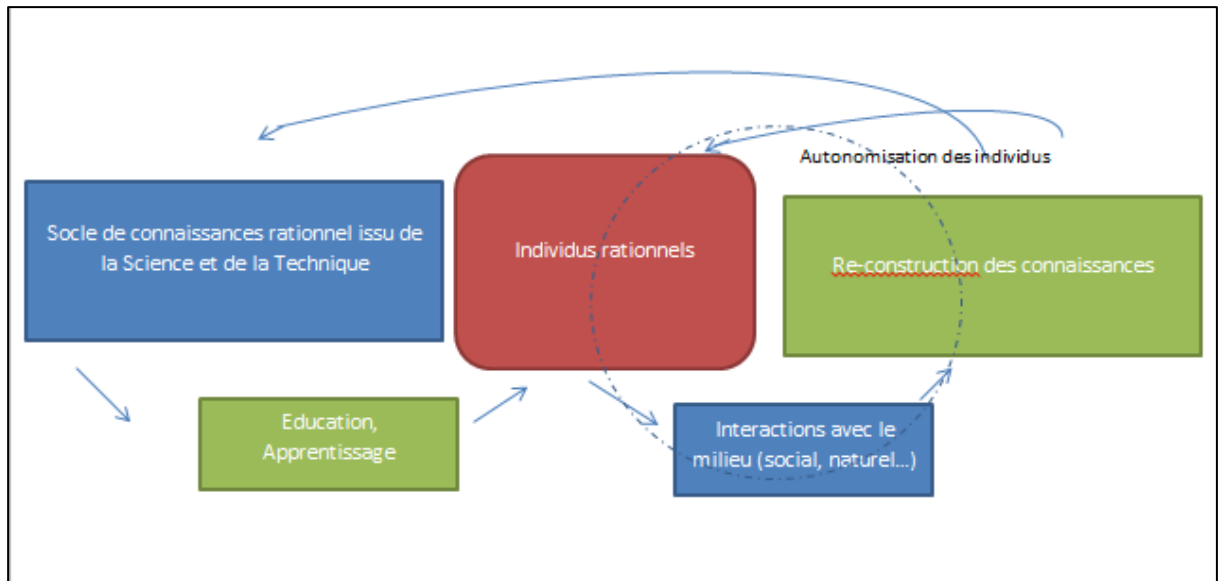 Autonomisation des individus
Socle de connaissances rationnel issu de
la Science et de la Technique
Individus rationnels
Re-construction des connaissances
Education,
Apprentissage
Interactions avec le
milieu (social, naturel...)